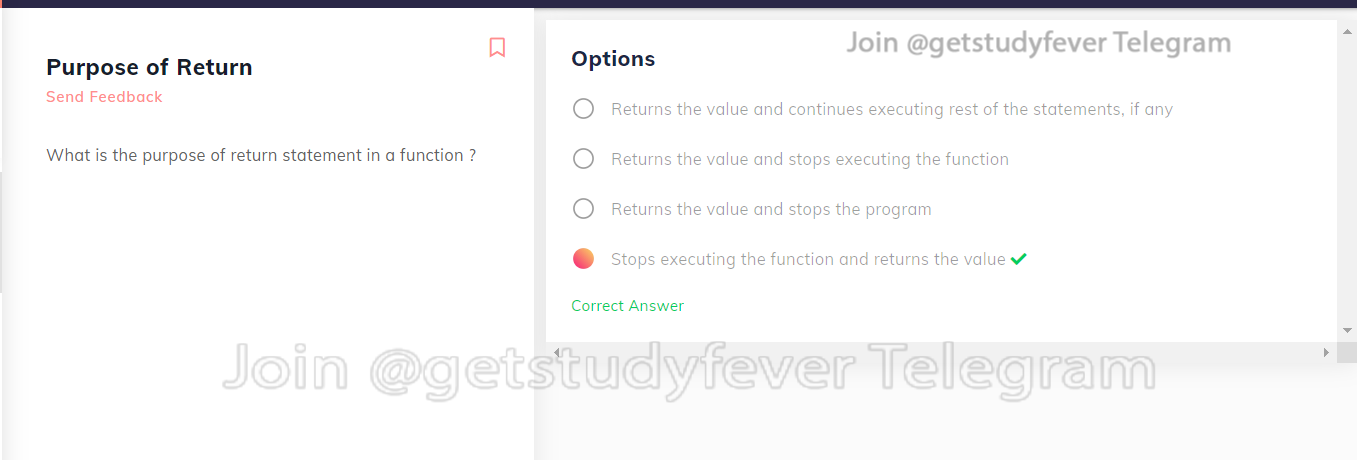 Purpose of Return
Send Feedback
What is the purpose of return statement in a function ?
Join @getstudyfever Telegram
Options
Returns the value and continues executing rest of the statements, if any
Returns the value and stops executing the function
Returns the value and stops the program
Stops executing the function and returns the value
Correct Answer
Join @getstudyfever Telegram